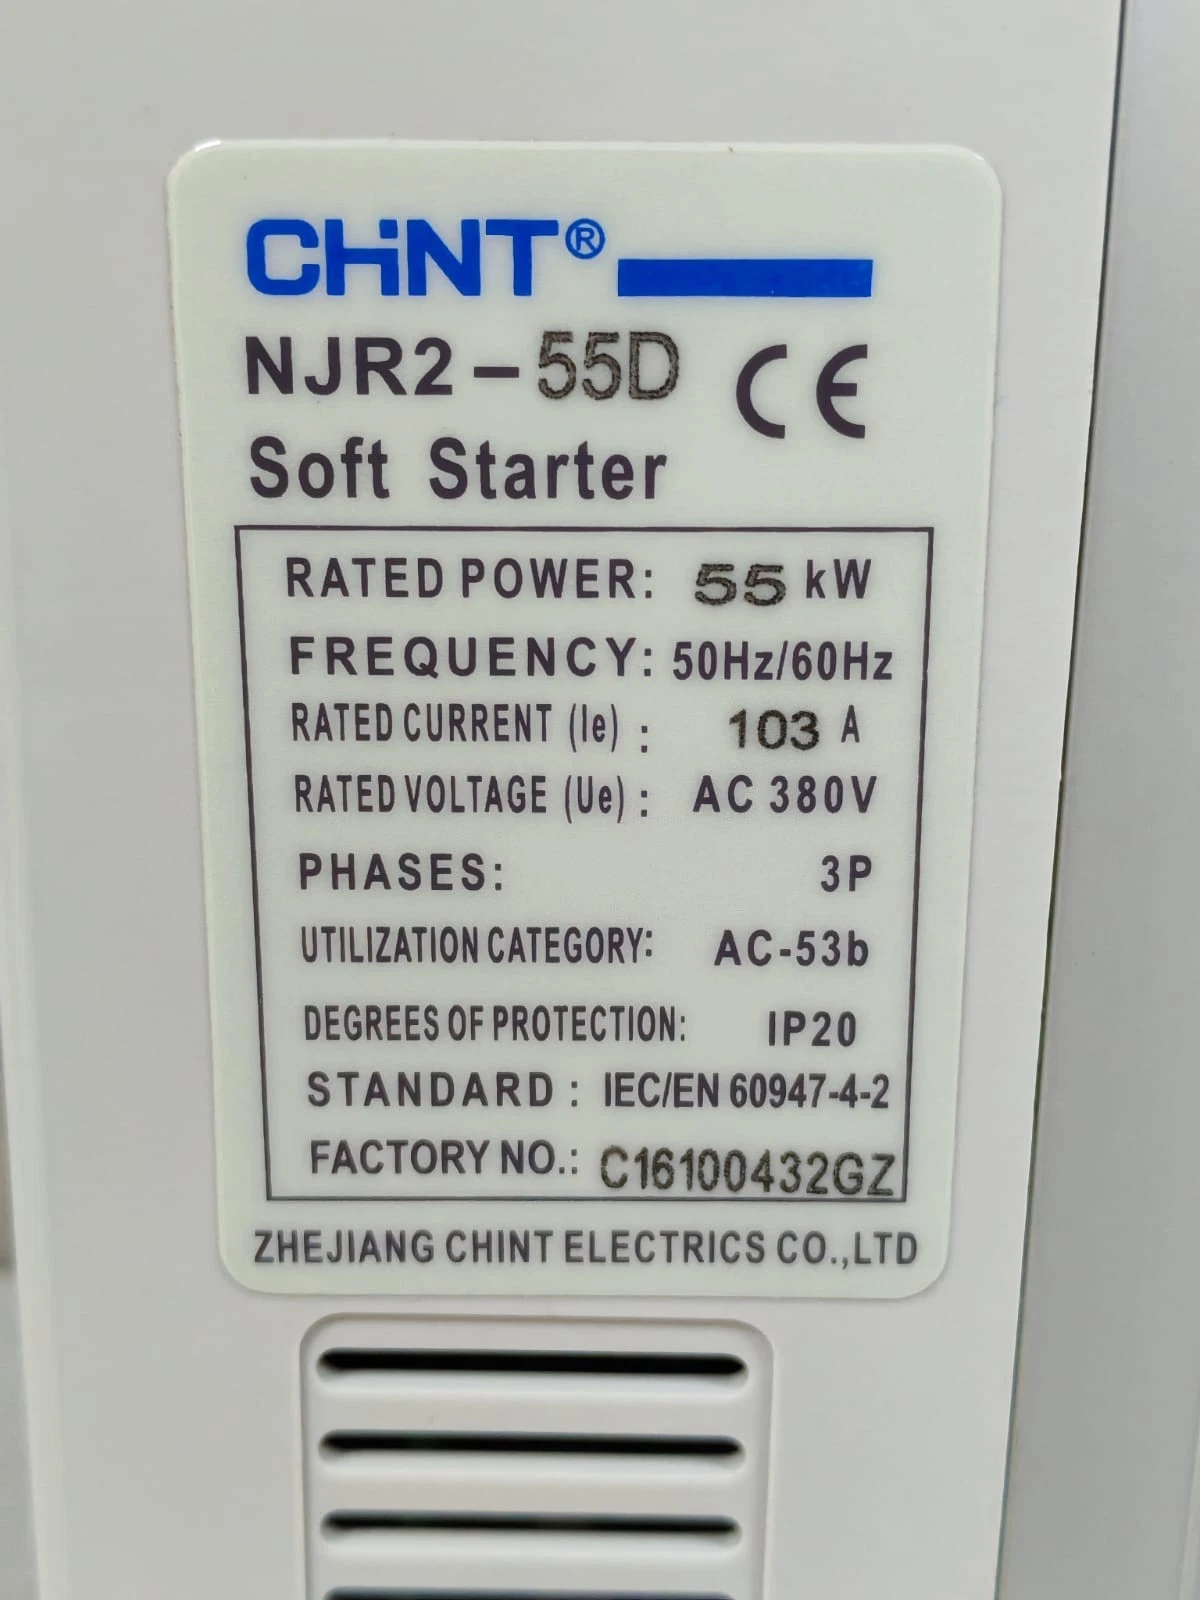 CHINT®
NJR2-55D CE
Soft Starter
RATED POWER: 55 kW
FREQUENCY: 50Hz/60Hz
RATED CURRENT (Ie) : 103 A
RATED VOLTAGE (Ue) : AC 380V
PHASES: 3P
UTILIZATION CATEGORY: AC-53b
DEGREES OF PROTECTION: IP20
STANDARD : IEC/EN 60947-4-2
FACTORY NO.: C16100432GZ
ZHEJIANG CHINT ELECTRICS CO.,LTD